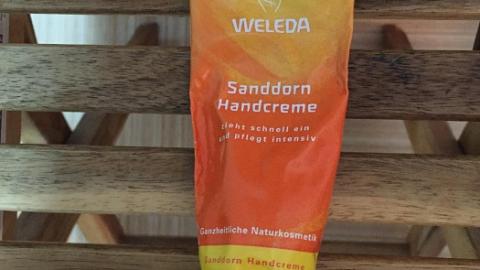 WELEDA
Sanddorn
Handcreme
zieht schnell ein
und pflegt intensiv
Ganzheitliche Naturkosmetik
Sanddorn Handcreme